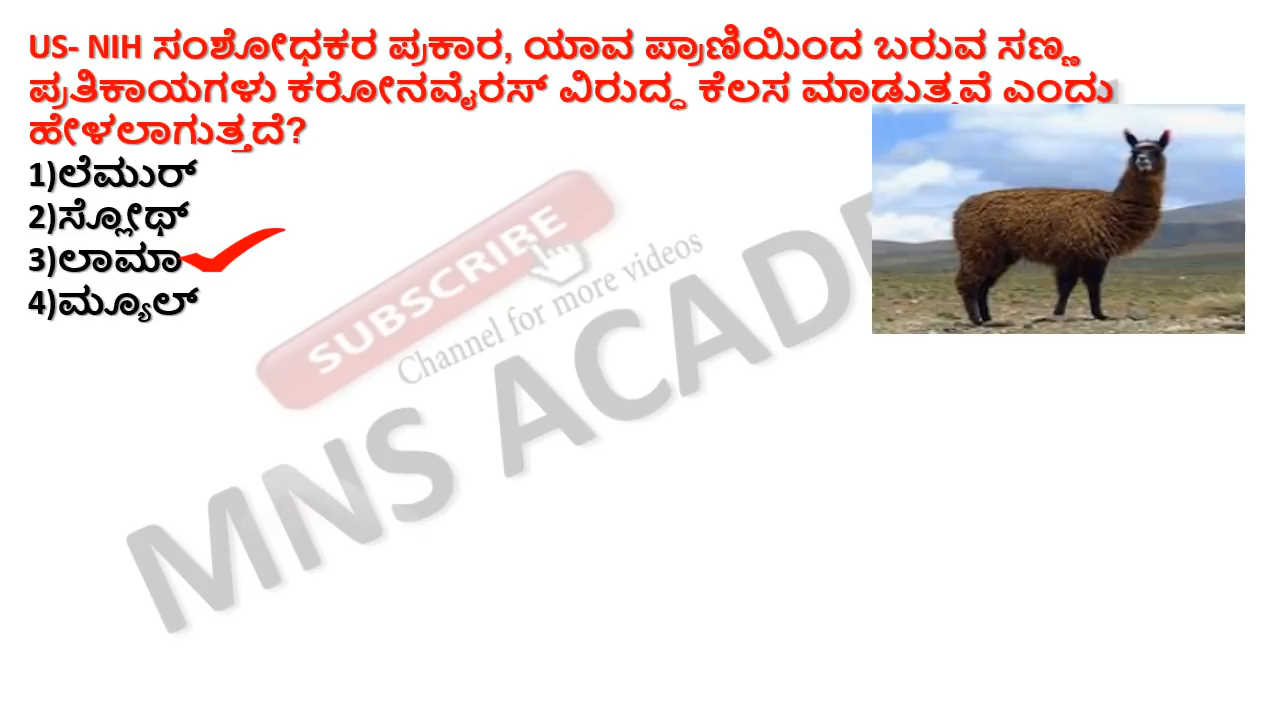 US- NIH ಸಂಶೋಧಕರ ಪ್ರಕಾರ, ಯಾವ ಪ್ರಾಣಿಯಿಂದ ಬರುವ ಸಣ್ಣ
ಪ್ರತಿಕಾಯಗಳು ಕರೋನವೈರಸ್ ವಿರುದ್ಧ ಕೆಲಸ ಮಾಡುತ್ತವೆ ಎಂದು
ಹೇಳಲಾಗುತ್ತದೆ?
1)ಲೆಮುರ್
2)ಸ್ಲೋಥ್
3)ಲಾಮಾ
4)ಮ್ಯೂಲ್
SUBSCRIBE
Channel for more videos
MNS ACAD